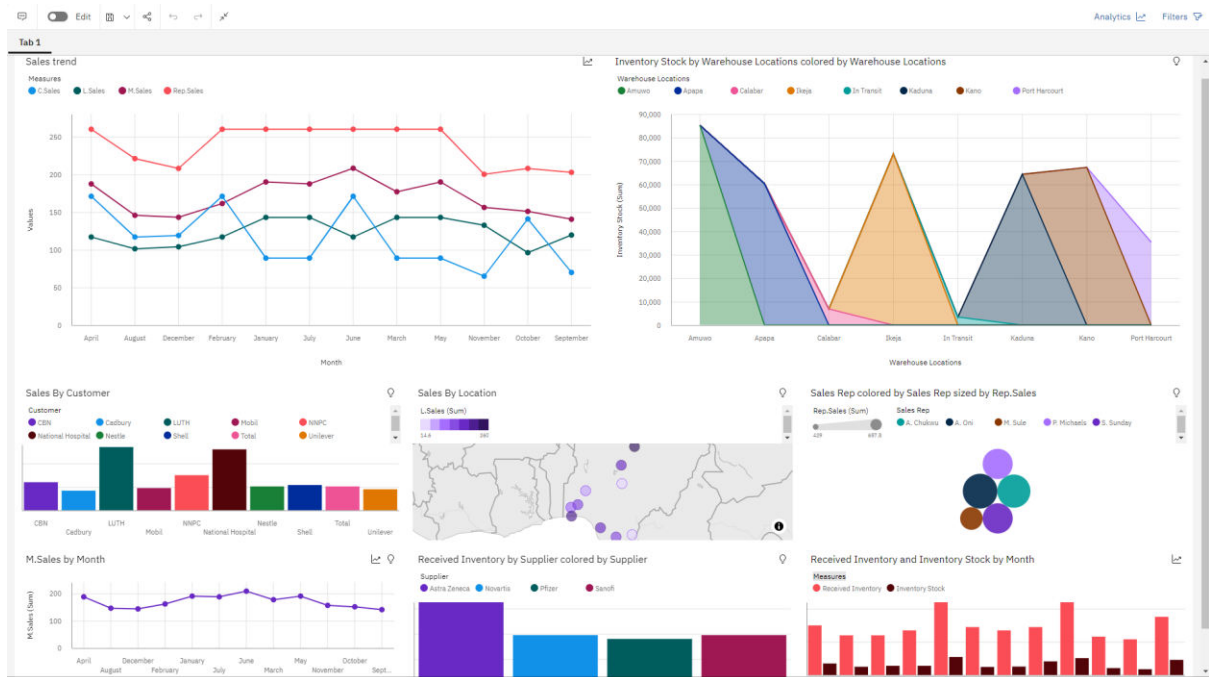 Edit
Analytics
Filters
Tab 1
Sales trend
Measures
C.Sales L.Sales M.Sales Rep.Sales
250
200
150
100
50
0
Values
April August December February January July June March May November October September
Month
Inventory Stock by Warehouse Locations colored by Warehouse Locations
Warehouse Locations
Amuwo Apapa Calabar Ikeja In Transit Kaduna Kano Port Harcourt
90,000
80,000
70,000
60,000
50,000
40,000
30,000
20,000
10,000
0
Inventory Stock (Sum)
Amuwo Apapa Calabar Ikeja In Transit Kaduna Kano Port Harcourt
Warehouse Locations
Sales By Customer
Customer
CBN Cadbury LUTH Mobil NNPC
National Hospital Nestle Shell Total Unilever
CBN LUTH NNPC Nestle Total
Cadbury Mobil National Hospital Shell Unilever
Sales By Location
L.Sales (Sum)
14.6 260
Sales Rep colored by Sales Rep sized by Rep.Sales
Rep.Sales (Sum) Sales Rep
A. Chukwu A. Oni M. Sule P. Michaels S. Sunday
M.Sales by Month
200
100
0
M.Sales (Sum)
April December January June May October
August February July March November Sept...
Received Inventory by Supplier colored by Supplier
Supplier
Astra Zeneca Novartis Pfizer Sanofi
Received Inventory and Inventory Stock by Month
Measures
Received Inventory Inventory Stock